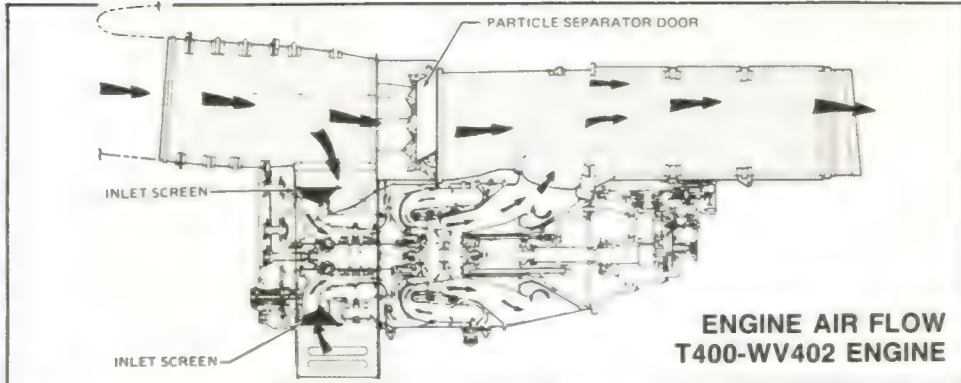 PARTICLE SEPARATOR DOOR
INLET SCREEN
INLET SCREEN
ENGINE AIR FLOW
T400-WV402 ENGINE